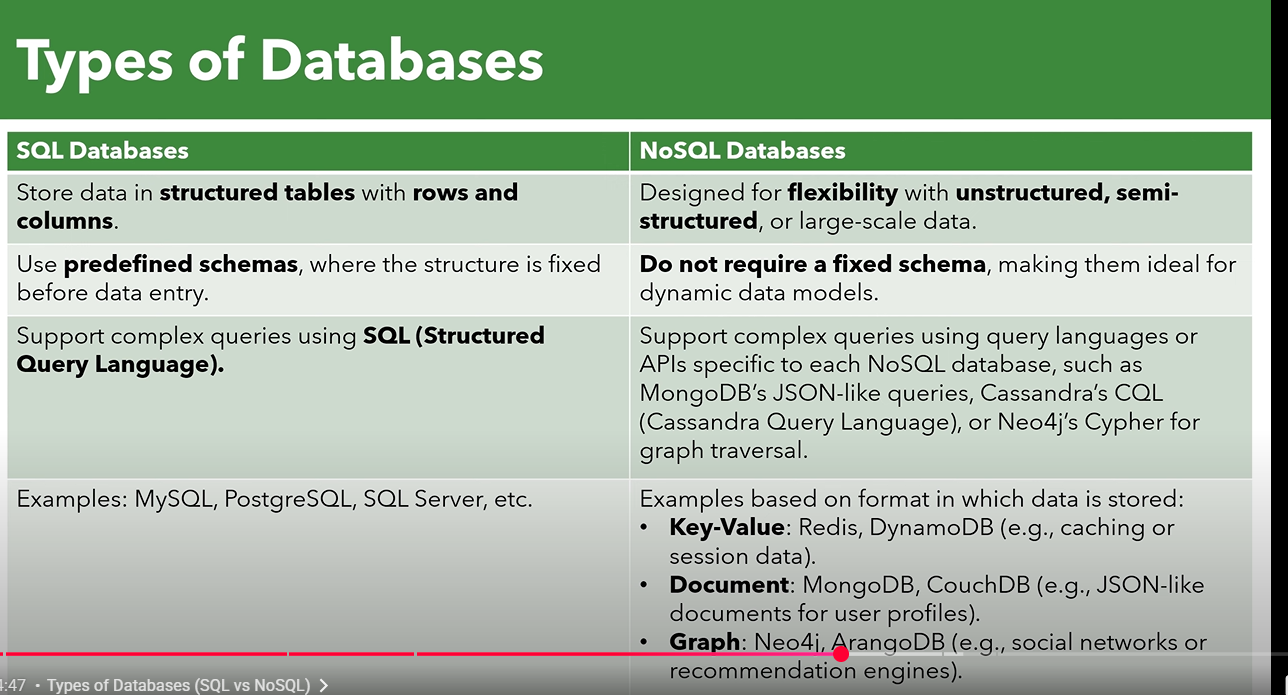 Types of Databases
SQL Databases
NoSQL Databases
Store data in structured tables with rows and
columns.
Designed for flexibility with unstructured, semi-
structured, or large-scale data.
Use predefined schemas, where the structure is fixed
before data entry.
Do not require a fixed schema, making them ideal for
dynamic data models.
Support complex queries using SQL (Structured
Query Language).
Support complex queries using query languages or
APIs specific to each NoSQL database, such as
MongoDB’s JSON-like queries, Cassandra’s CQL
(Cassandra Query Language), or Neo4j’s Cypher for
graph traversal.
Examples: MySQL, PostgreSQL, SQL Server, etc.
Examples based on format in which data is stored:
• Key-Value: Redis, DynamoDB (e.g., caching or
session data).
• Document: MongoDB, CouchDB (e.g., JSON-like
documents for user profiles).
• Graph: Neo4j, ArangoDB (e.g., social networks or
recommendation engines).
:47 • Types of Databases (SQL vs NoSQL) >